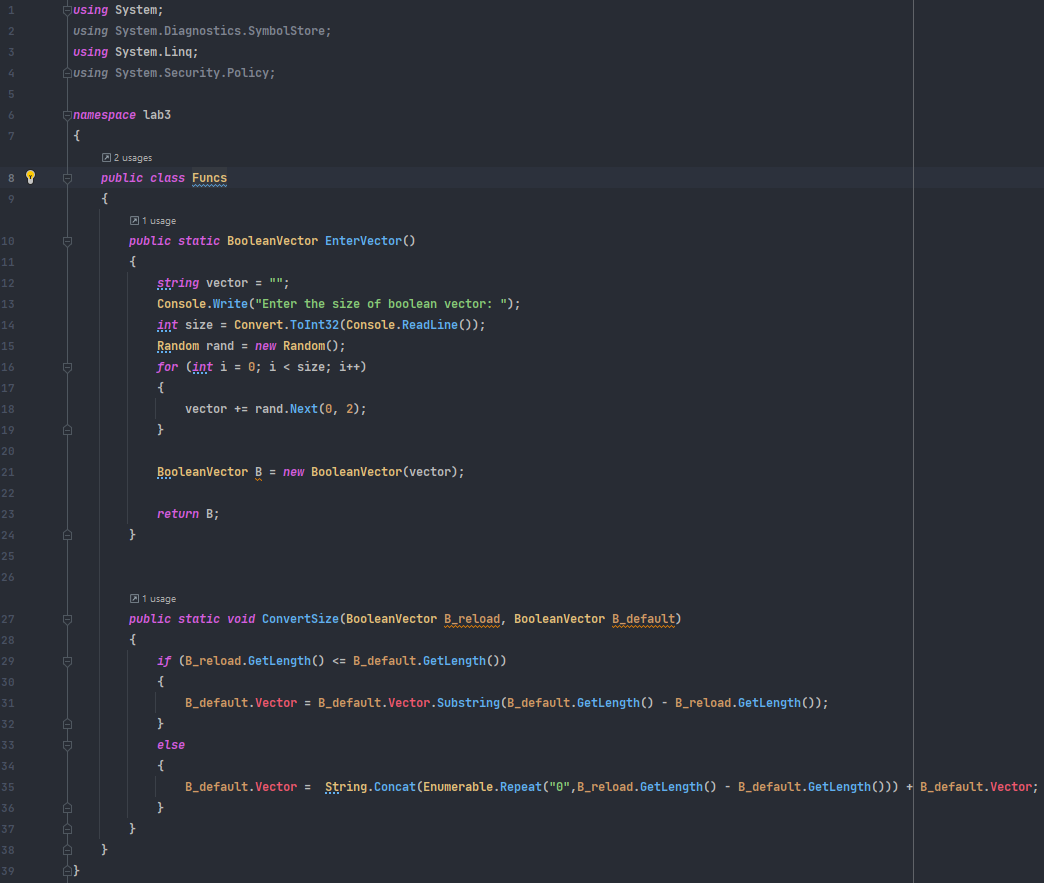 1 using System;
2 using System.Diagnostics.SymbolStore;
3 using System.Linq;
4 using System.Security.Policy;
5
6 namespace lab3
7 {
2 usages
8 public class Funcs
9 {
1 usage
10 public static BooleanVector EnterVector()
11 {
12 string vector = "";
13 Console.Write("Enter the size of boolean vector: ");
14 int size = Convert.ToInt32(Console.ReadLine());
15 Random rand = new Random();
16 for (int i = 0; i < size; i++)
17 {
18 vector += rand.Next(0, 2);
19 }
20
21 BooleanVector B = new BooleanVector(vector);
22
23 return B;
24 }
25
26
1 usage
27 public static void ConvertSize(BooleanVector B_reload, BooleanVector B_default)
28 {
29 if (B_reload.GetLength() <= B_default.GetLength())
30 {
31 B_default.Vector = B_default.Vector.Substring(B_default.GetLength() - B_reload.GetLength());
32 }
33 else
34 {
35 B_default.Vector =  String.Concat(Enumerable.Repeat("0",B_reload.GetLength() - B_default.GetLength())) + B_default.Vector;
36 }
37 }
38 }
39 }